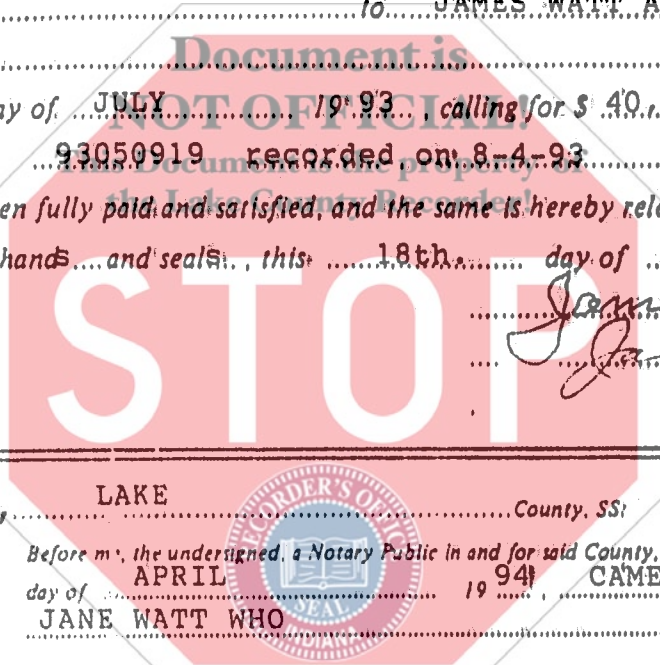 to JAMES WATT A
Document is
NOT OFFICIAL!
ay of JULY 19 93, calling for $ 40,
93050919 recorded on 8-4-93
This Document is the property of
the Lake County Recorder!
en fully paid and satisfied, and the same is hereby rele
hands and seals, this 18th. day of
STOP
LAKE County, SS:
RECORDER'S OFFIC
Before me, the undersigned, a Notary Public in and for said County,
day of APRIL 19 94, CAME
JANE WATT WHO
SEAL
INDIANA